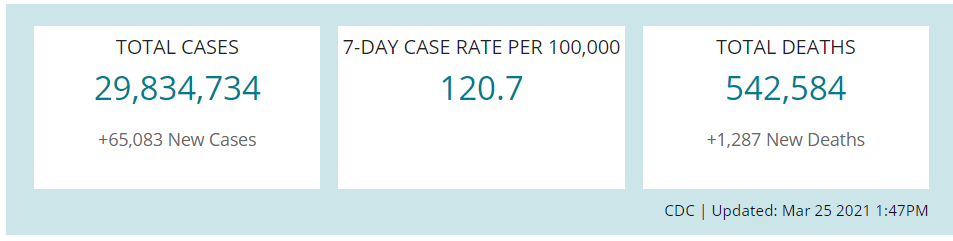 TOTAL CASES
29,834,734
+65,083 New Cases
7-DAY CASE RATE PER 100,000
120.7
TOTAL DEATHS
542,584
+1,287 New Deaths
CDC | Updated: Mar 25 2021 1:47PM